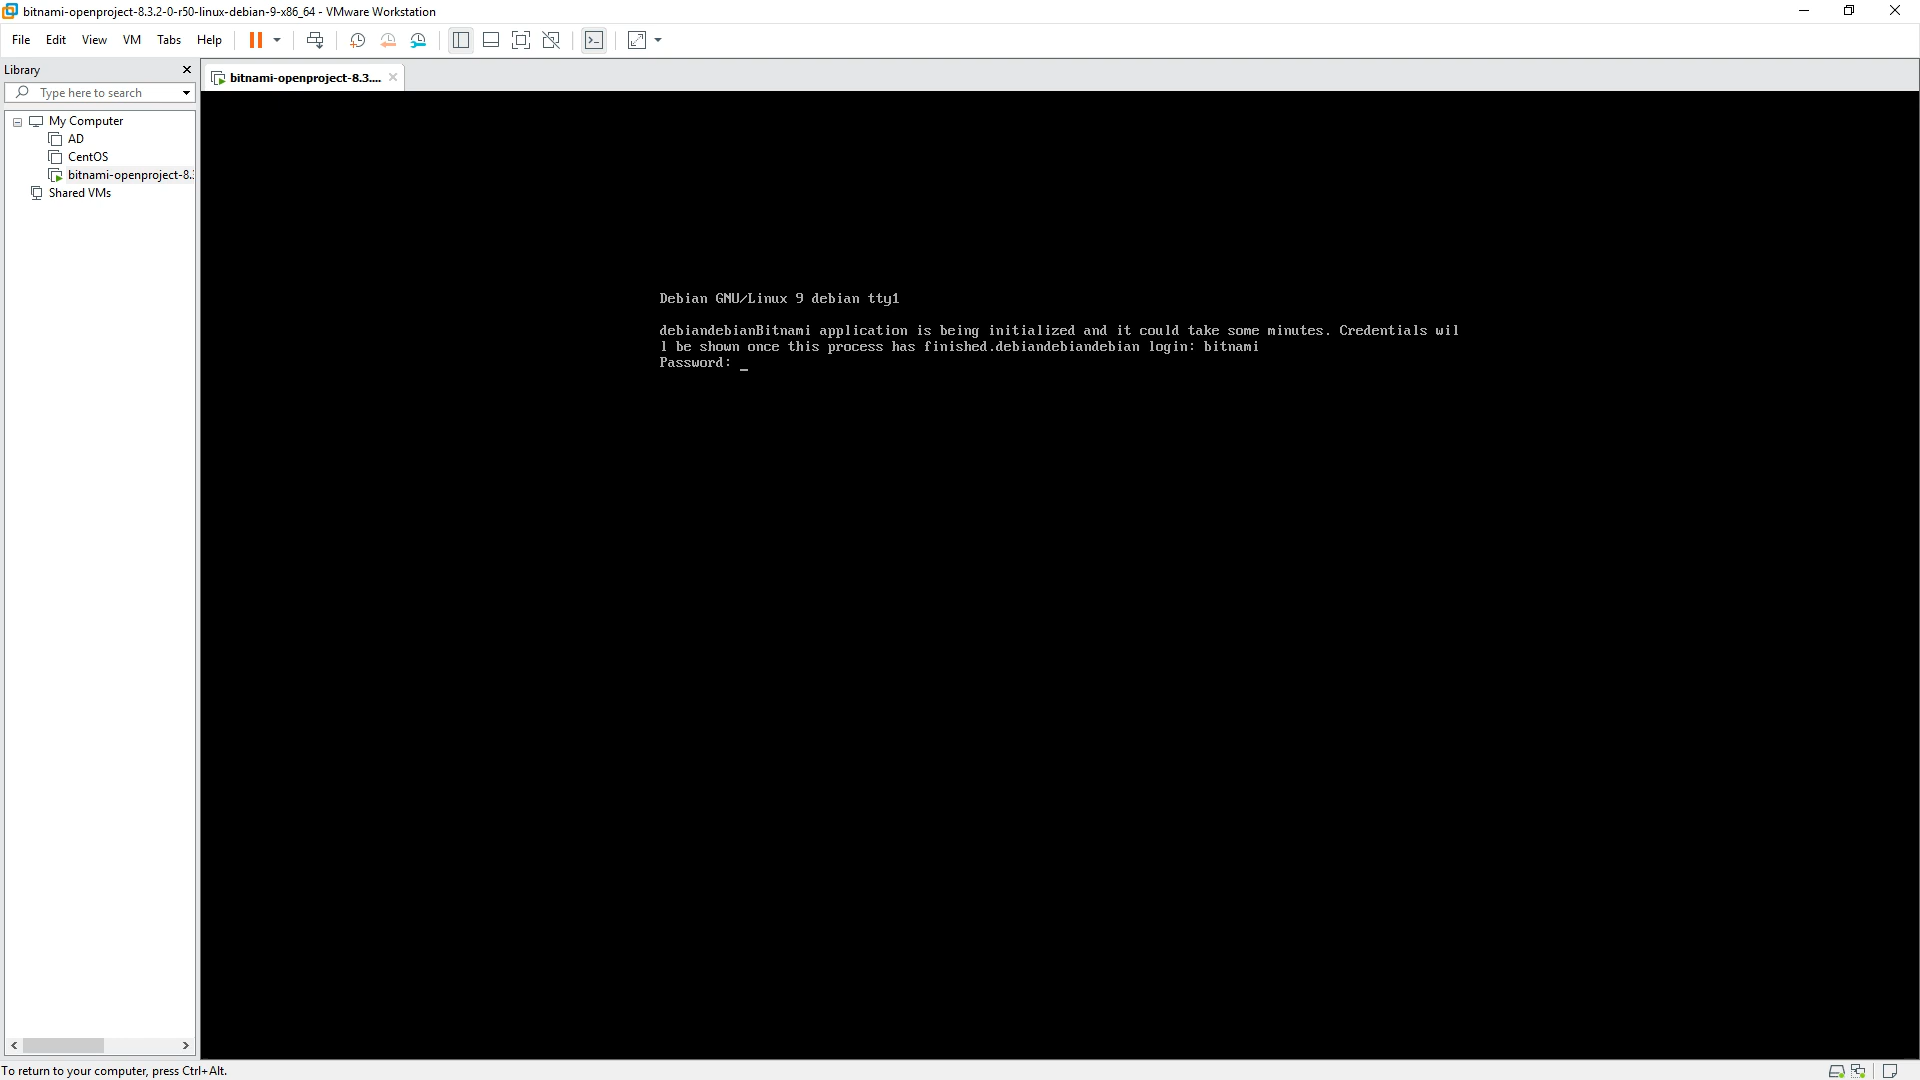 bitnami-openproject-8.3.2-0-r50-linux-debian-9-x86_64 - VMware Workstation
File Edit View VM Tabs Help
Library
bitnami-openproject-8.3....
Type here to search
My Computer
AD
CentOS
bitnami-openproject-8.3
Shared VMs
Debian GNU/Linux 9 debian tty1
debiandebianBitnami application is being initialized and it could take some minutes. Credentials wil
l be shown once this process has finished.debiandebiandebian login: bitnami
Password: _
To return to your computer, press Ctrl+Alt.